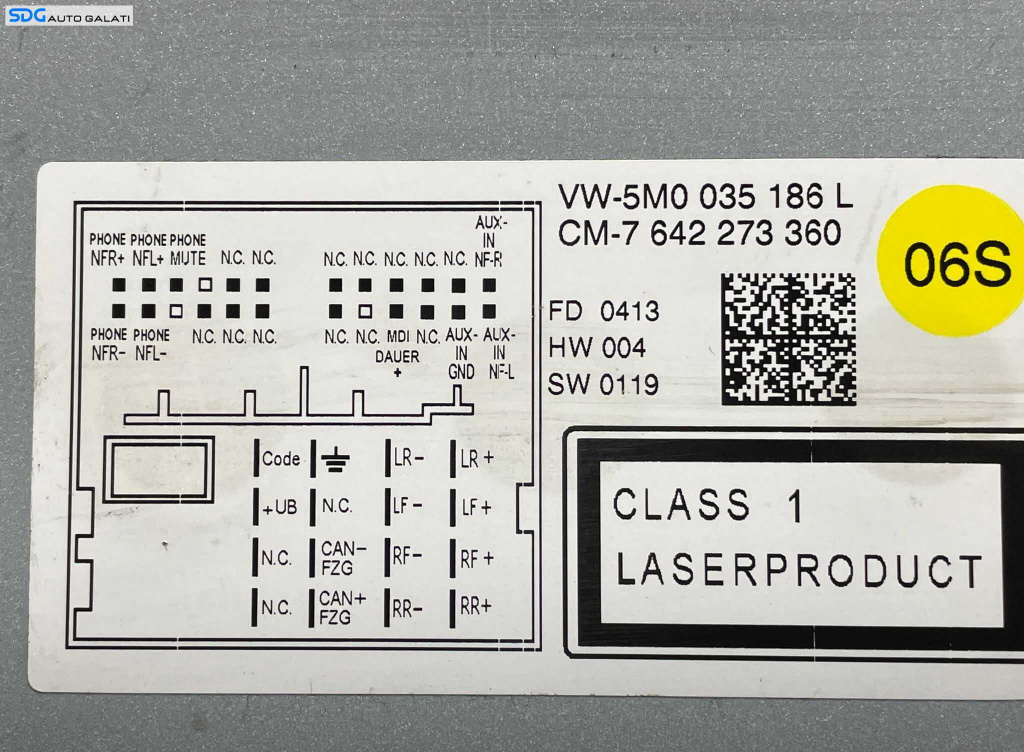 SDG AUTO GALATI
VW-5M0 035 186 L
CM-7 642 273 360
06S
FD 0413
HW 004
SW 0119
PHONE PHONE PHONE
NFR+ NFL+ MUTE N.C. N.C.
AUX-
IN
N.C. N.C. N.C. N.C. N.C. NF-R
PHONE PHONE
NFR- NFL-
N.C. N.C. N.C.
N.C. N.C. MDI N.C. AUX- AUX-
DAUER IN IN
+ GND NF-L
Code LR- LR+
+UB N.C. LF- LF+
N.C. CAN- FZG RF- RF+
N.C. CAN+ FZG RR- RR+
CLASS 1
LASERPRODUCT